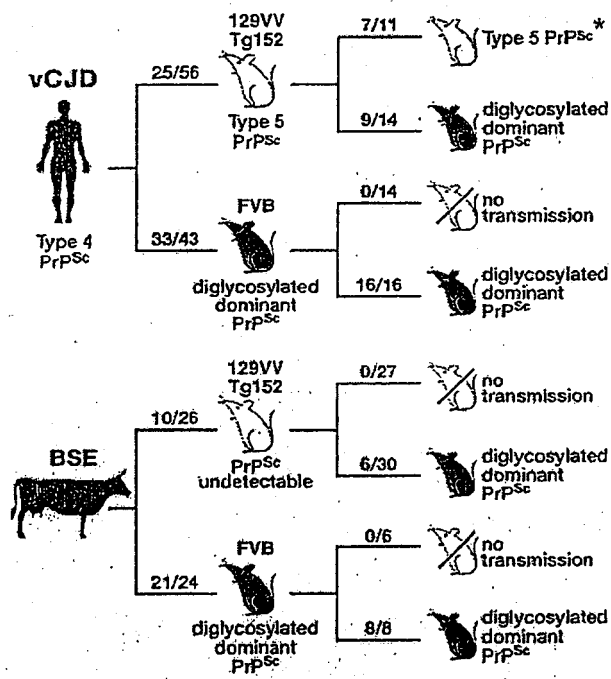 vCJD
Type 4
PrPSc
25/56
129VV
Tg152
Type 5
PrPSc
7/11
Type 5 PrPSc*
9/14
diglycosylated
dominant
PrPSc
33/43
FVB
diglycosylated
dominant
PrPSc
0/14
no
transmission
16/16
diglycosylated
dominant
PrPSc
BSE
10/26
129VV
Tg152
PrPSc
undetectable
0/27
no
transmission
6/30
diglycosylated
dominant
PrPSc
21/24
FVB
diglycosylated
dominant
PrPSc
0/6
no
transmission
8/8
diglycosylated
dominant
PrPSc